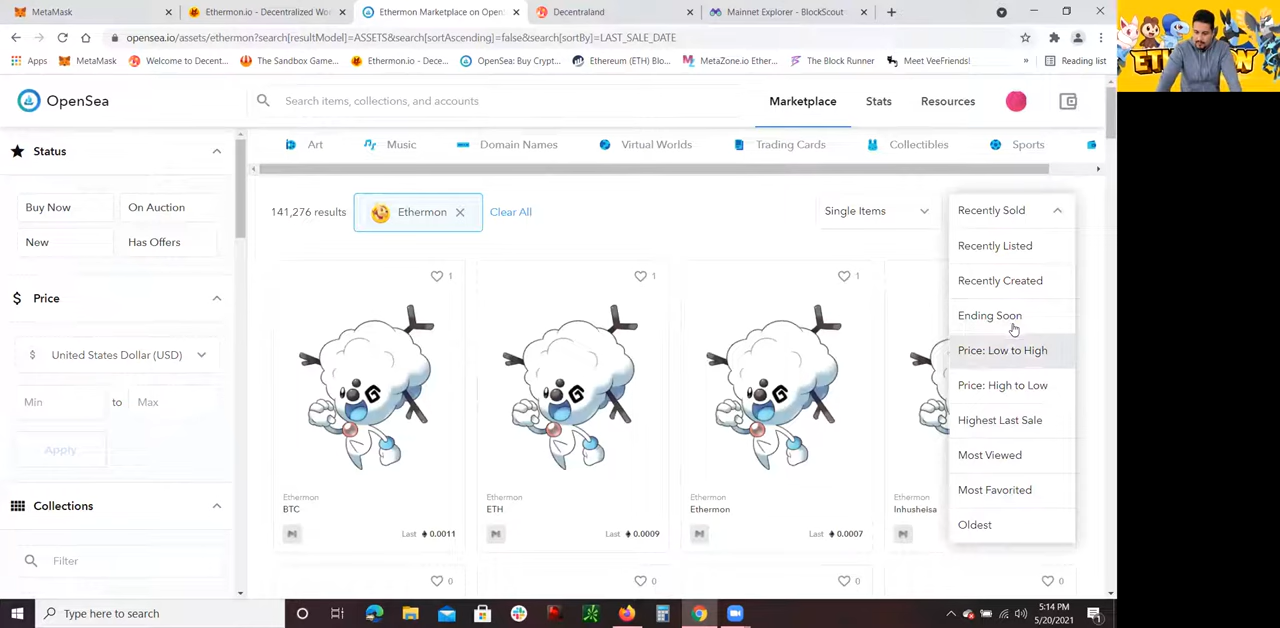 MetaMask
Ethermon.io - Decentralized Wor
Ethermon Marketplace on Open
Decentraland
Mainnet Explorer - BlockScout
opensea.io/assets/ethermon?search[resultModel]=ASSETS&search[sortAscending]=false&search[sortBy]=LAST_SALE_DATE
Apps
MetaMask
Welcome to Decent...
The Sandbox Game...
Ethermon.io - Dece...
OpenSea: Buy Crypt...
Ethereum (ETH) Blo...
MetaZone.io Ether...
The Block Runner
Meet VeeFriends!
»
Reading list
OpenSea
Search items, collections, and accounts
Marketplace
Stats
Resources
Status
Art
Music
Domain Names
Virtual Worlds
Trading Cards
Collectibles
Sports
Buy Now
On Auction
New
Has Offers
141,276 results
Ethermon
Clear All
Single Items
Recently Sold
Recently Listed
Recently Created
Ending Soon
Price: Low to High
Price: High to Low
Highest Last Sale
Most Viewed
Most Favorited
Oldest
$ Price
$ United States Dollar (USD)
Min
to
Max
Apply
Collections
Filter
1
1
1
Ethermon
BTC
Last 0.0011
Ethermon
ETH
Last 0.0009
Ethermon
Ethermon
Last 0.0007
Ethermon
Inhusheisa
0
0
0
0
Type here to search
5:14 PM
5/20/2021
1